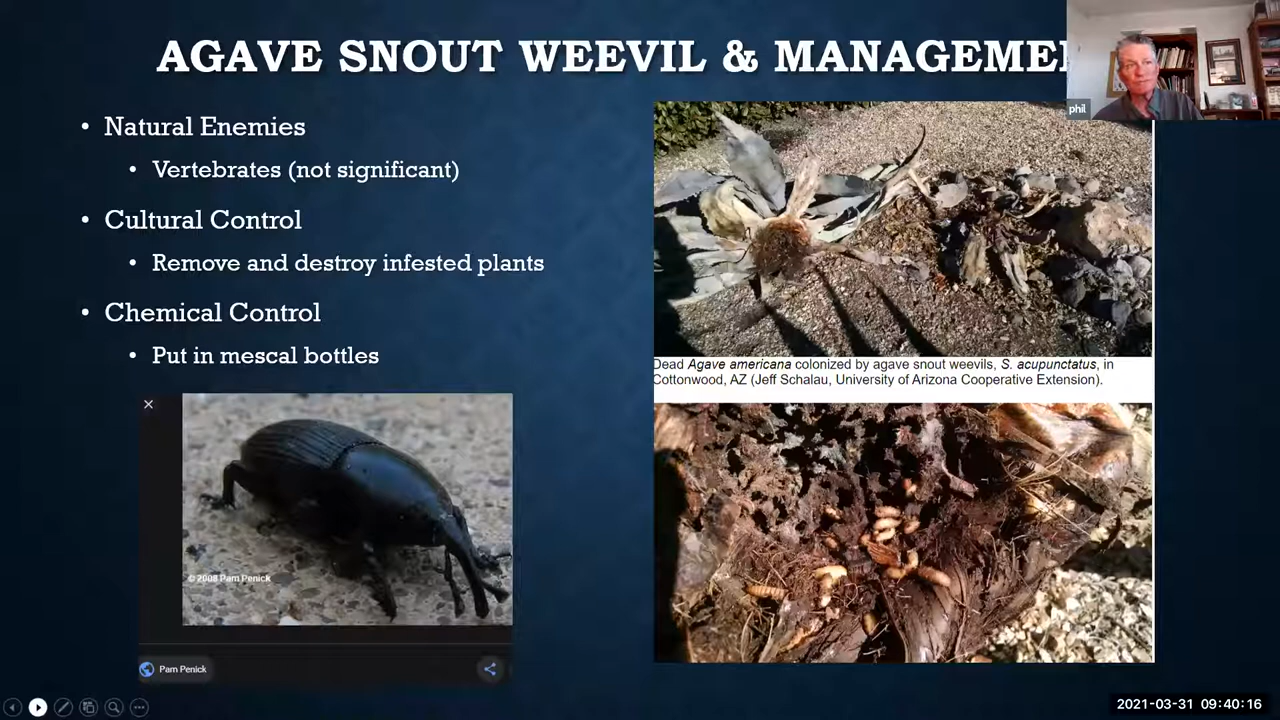 AGAVE SNOUT WEEVIL & MANAGEME
phil
• Natural Enemies
• Vertebrates (not significant)
• Cultural Control
• Remove and destroy infested plants
• Chemical Control
• Put in mescal bottles
Dead Agave americana colonized by agave snout weevils, S. acupunctatus, in
Cottonwood, AZ (Jeff Schalau, University of Arizona Cooperative Extension).
© 2008 Pam Penick
Pam Penick
2021-03-31 09:40:16